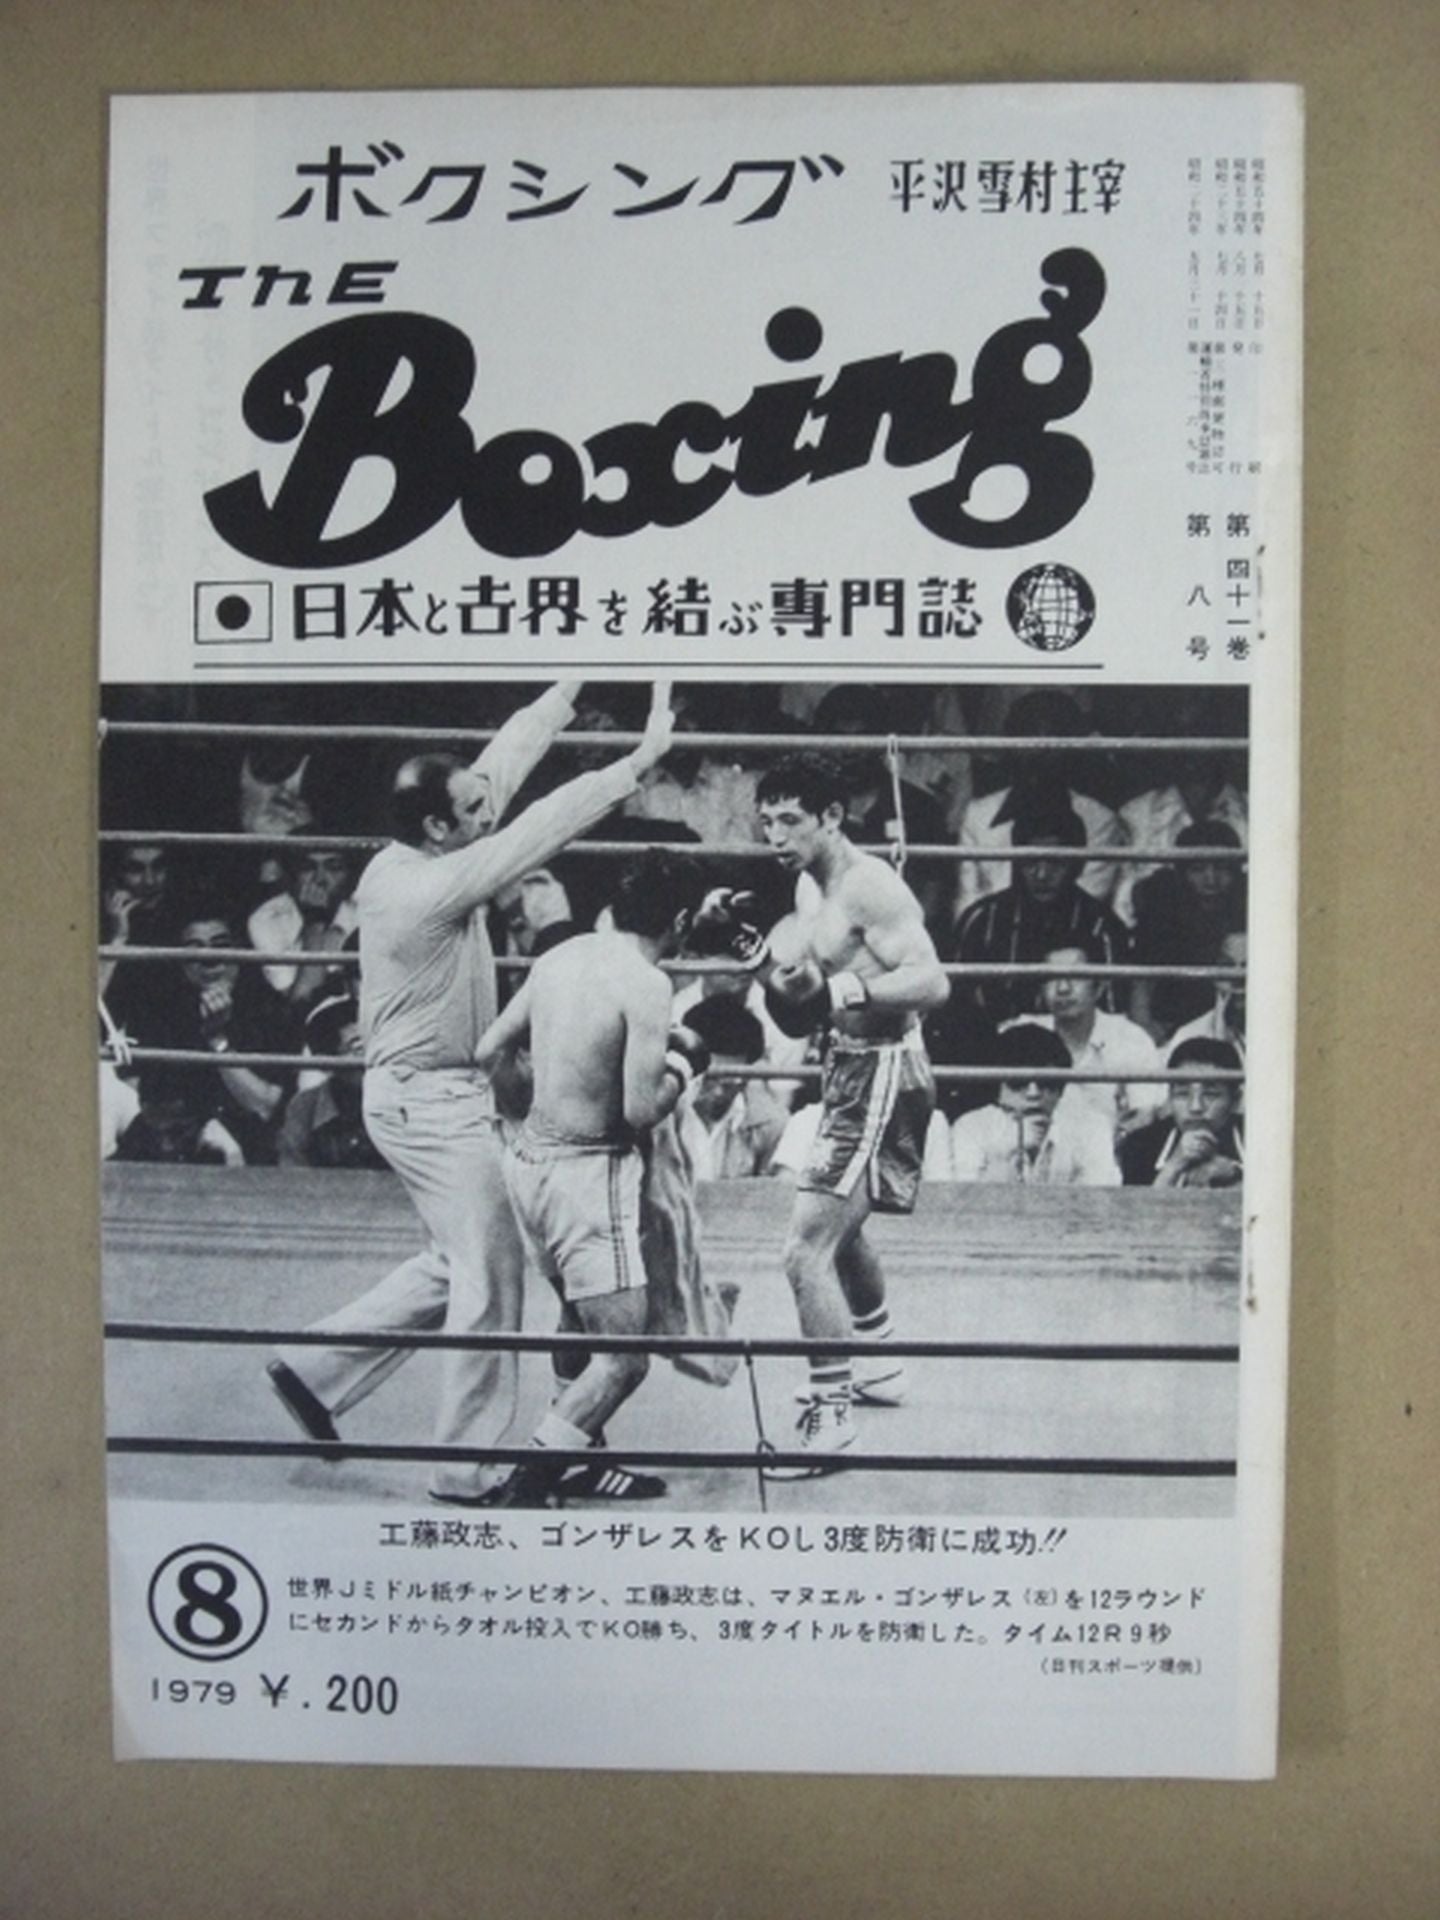 ボクシング 平沢雪村主宰
THE
Boxing
日本と世界を結ぶ専門誌
第四十一巻
第八号
工藤政志、ゴンザレスをKOし3度防衛に成功!!
8
世界Jミドル紙チャンピオン、工藤政志は、マヌエル・ゴンザレス(左)を12ラウンド
にセカンドからタオル投入でKO勝ち、3度タイトルを防衛した。タイム12R9秒
(日刊スポーツ提供)
1979 ¥.200